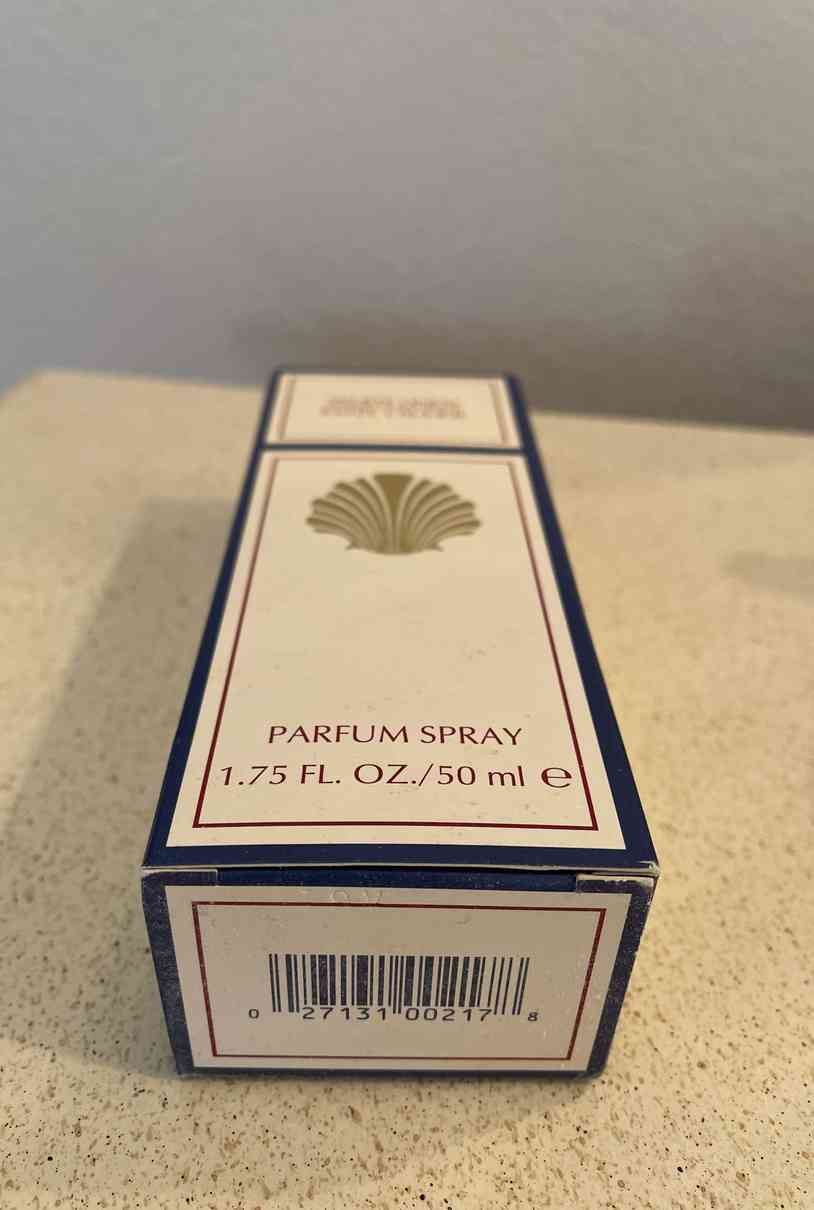 PARFUM SPRAY
1.75 FL. OZ./50 ml ℮
0 27131 00217 8